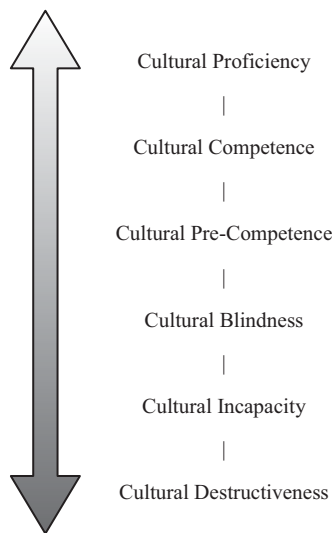 Cultural Proficiency
|
Cultural Competence
|
Cultural Pre-Competence
|
Cultural Blindness
|
Cultural Incapacity
|
Cultural Destructiveness